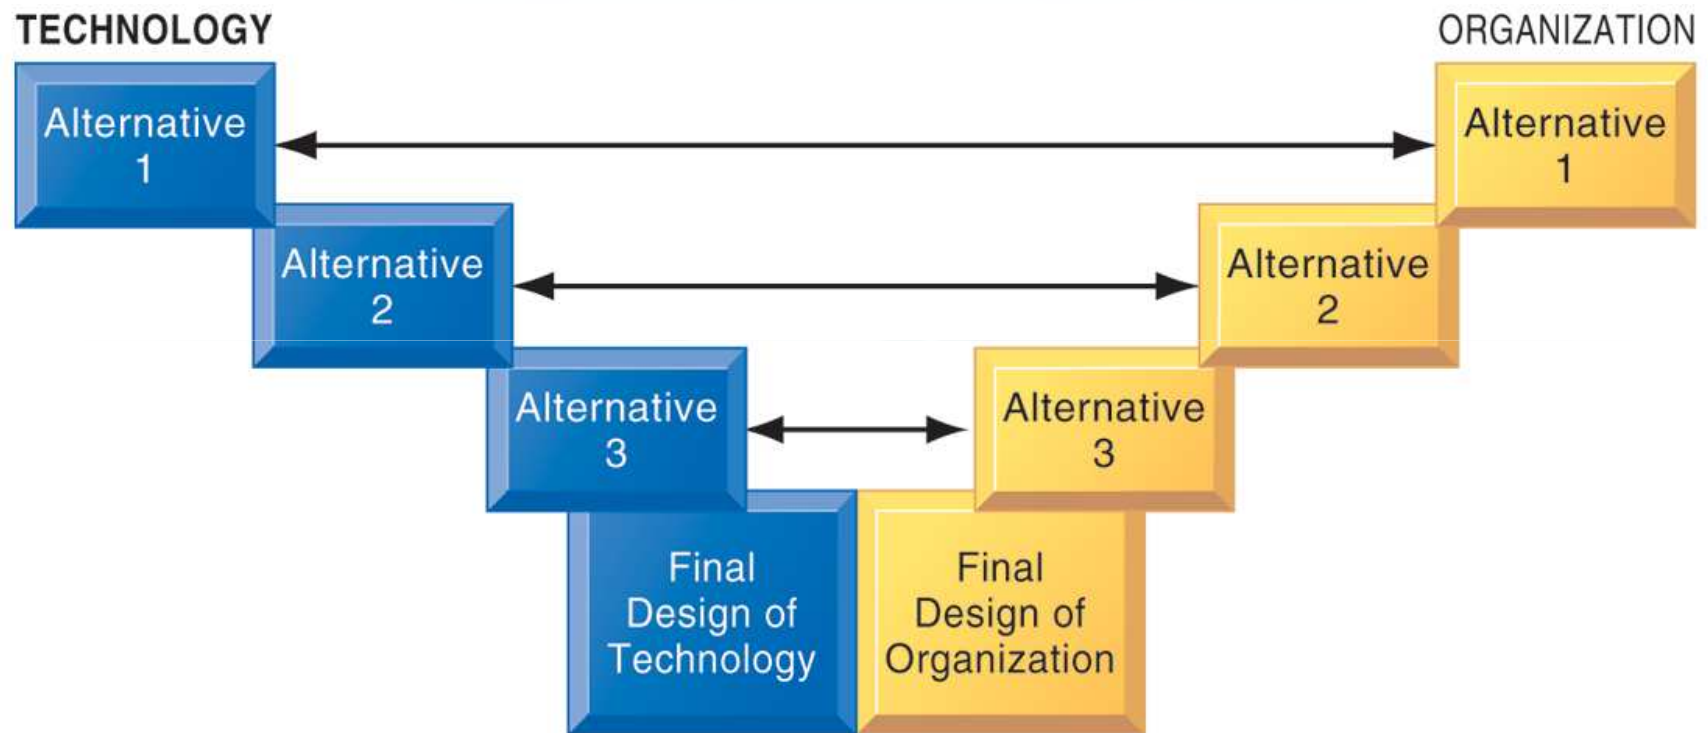 TECHNOLOGY
ORGANIZATION
Alternative
1
Alternative
1
Alternative
2
Alternative
2
Alternative
3
Alternative
3
Final
Design of
Technology
Final
Design of
Organization